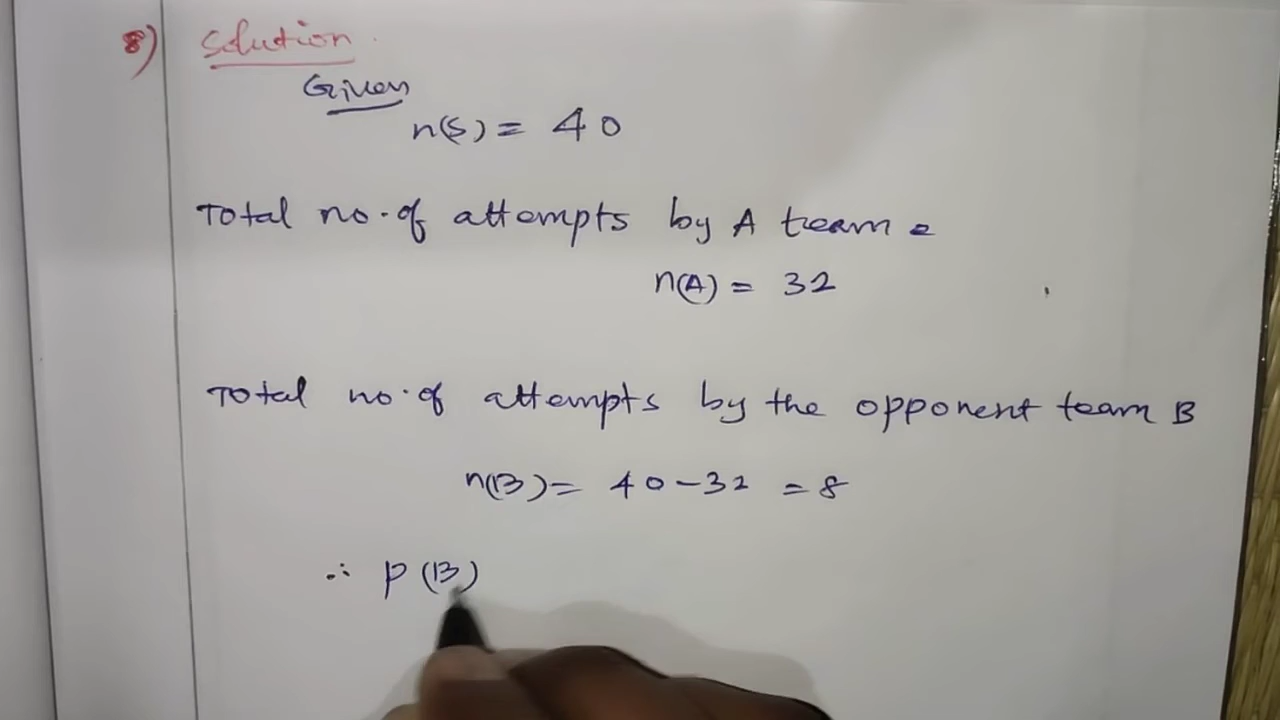 8) Solution.
Given
n(S) = 40
Total no. of attempts by A team =
n(A) = 32
Total no. of attempts by the opponent team B
n(B) = 40 - 32 = 8
∴ P(B)